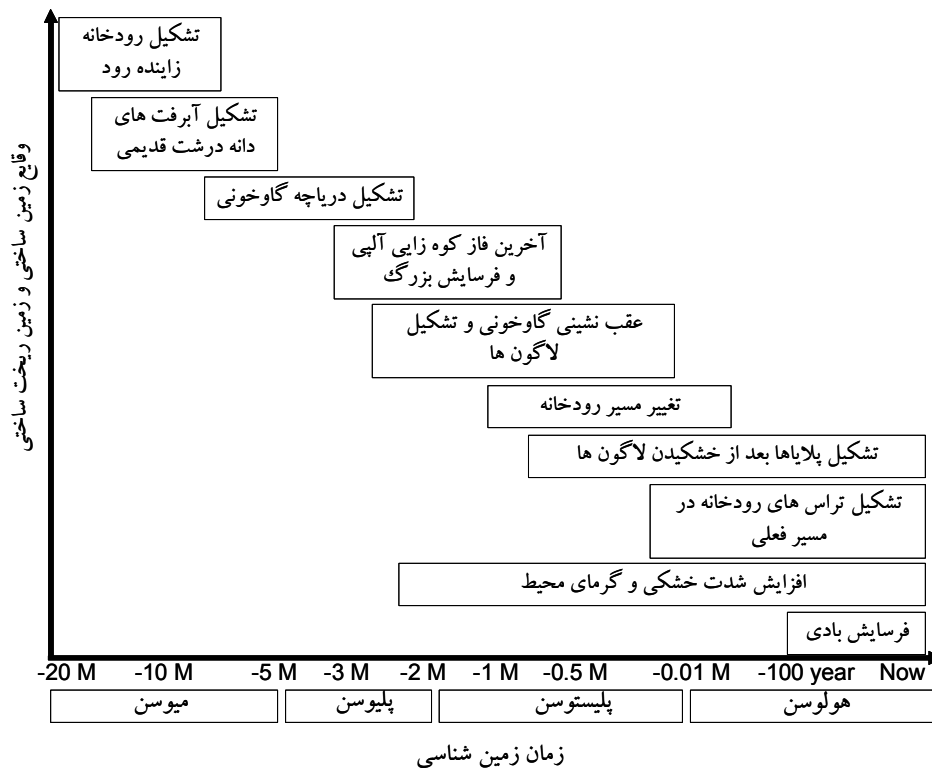 تشکیل رودخانه
زاینده رود
تشکیل آبرفت های
دانه درشت قدیمی
تشکیل دریاچه گاوخونی
آخرین فاز کوه زایی آلپی
و فرسایش بزرگ
عقب نشینی گاوخونی و تشکیل
لاگون ها
تغییر مسیر رودخانه
تشکیل پلایاها بعد از خشکیدن لاگون ها
تشکیل تراس های رودخانه در
مسیر فعلی
افزایش شدت خشکی و گرمای محیط
فرسایش بادی
وقایع زمین ساختی و زمین ریخت ساختی
-20 M -10 M -5 M -3 M -2 M -1 M -0.5 M -0.01 M -100 year Now
میوسن
پلیوسن
پلیستوسن
هولوسن
زمان زمین شناسی